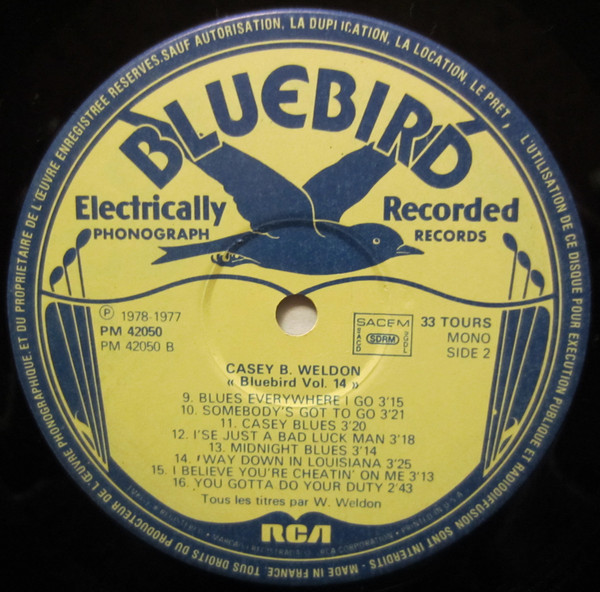 SAUF AUTORISATION, LA DUPLICATION, LA LOCATION, LE PRET, L'UTILISATION DE CE DISQUE POUR EXECUTION PUBLIQUE ET RADIODIFFUSION SONT INTERDITS - MADE IN FRANCE. TOUS DROITS DU PRODUCTEUR DE L'ŒUVRE PHONOGRAPHIQUE. ET DU PROPRIETAIRE DE L'ŒUVRE ENREGISTREE RESERVES.
BLUEBIRD
Electrically Recorded
PHONOGRAPH RECORDS
℗ 1978-1977
PM 42050
PM 42050 B
SACEM
SACD SDRM SGDL
33 TOURS
MONO
SIDE 2
CASEY B. WELDON
« Bluebird Vol. 14 »
9. BLUES EVERYWHERE I GO 3'15
10. SOMEBODY'S GOT TO GO 3'21
11. CASEY BLUES 3'20
12. I'SE JUST A BAD LUCK MAN 3'18
13. MIDNIGHT BLUES 3'14
14. 'WAY DOWN IN LOUISIANA 3'25
15. I BELIEVE YOU'RE CHEATIN' ON ME 3'13
16. YOU GOTTA DO YOUR DUTY 2'43
Tous les titres par W. Weldon
RCA